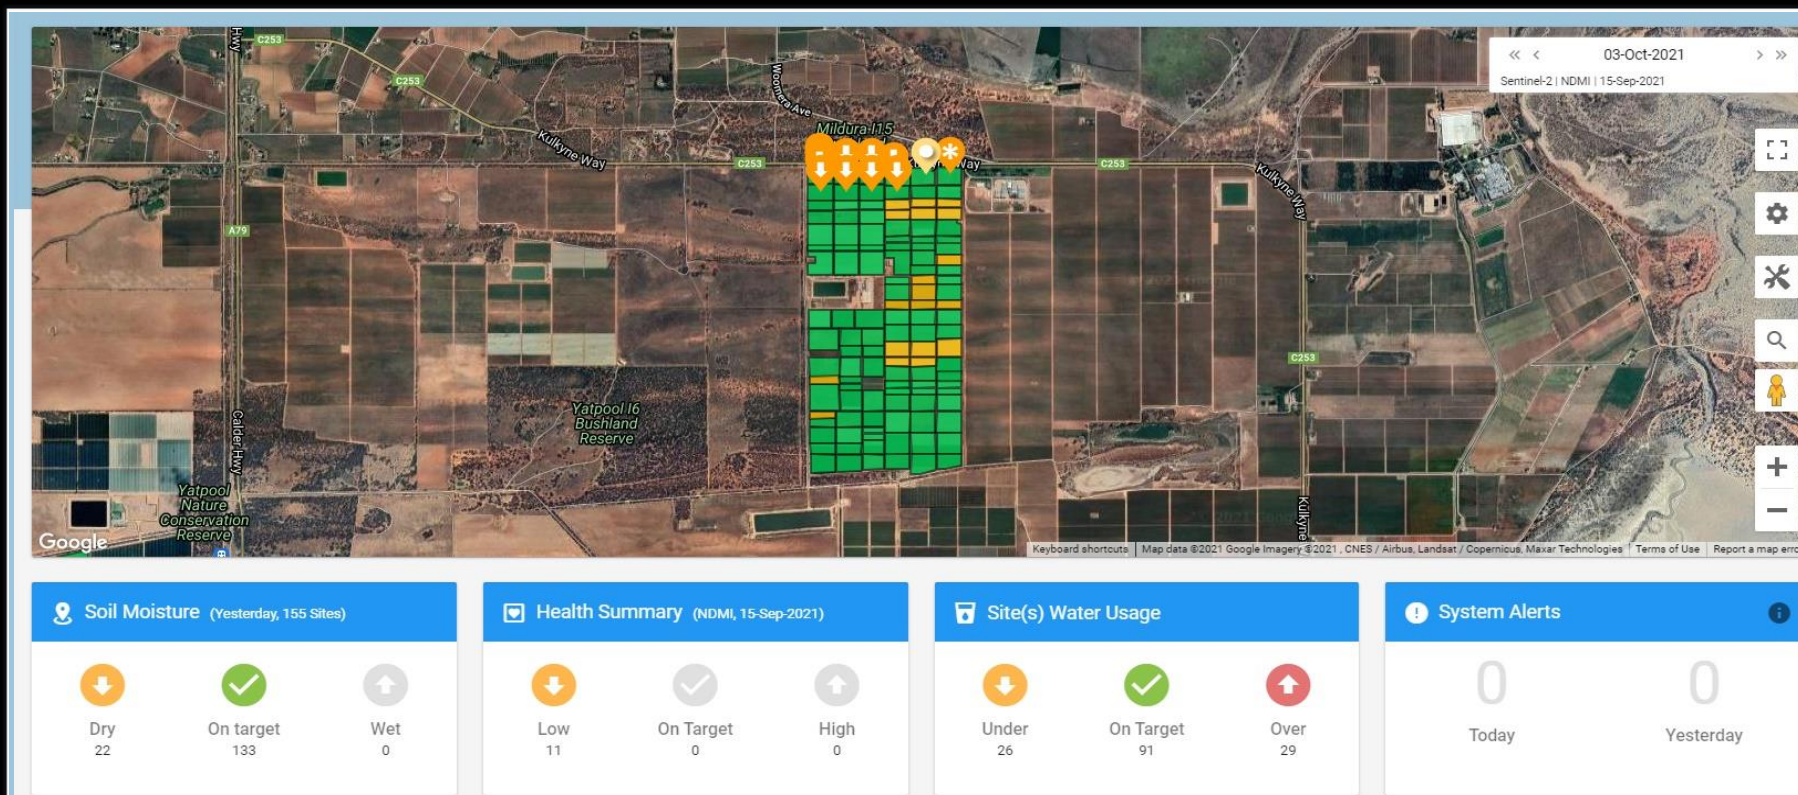 Hwy
C253
C253
Woomera Ave
Kulkyne Way
Mildura I15
C253
Way
C253
Kulkyne Way
03-Oct-2021
Sentinel-2 | NDMI | 15-Sep-2021
A79
C253
Yatpool I6
Bushland
Reserve
Calder Hwy
Yatpool
Nature
Conservation
Reserve
Kulkyne
Google
Keyboard shortcuts
Map data ©2021 Google Imagery ©2021 , CNES / Airbus, Landsat / Copernicus, Maxar Technologies
Terms of Use
Report a map erro
Soil Moisture (Yesterday, 155 Sites)
Dry
22
On target
133
Wet
0
Health Summary (NDMI, 15-Sep-2021)
Low
11
On Target
0
High
0
Site(s) Water Usage
Under
26
On Target
91
Over
29
System Alerts
0
Today
0
Yesterday